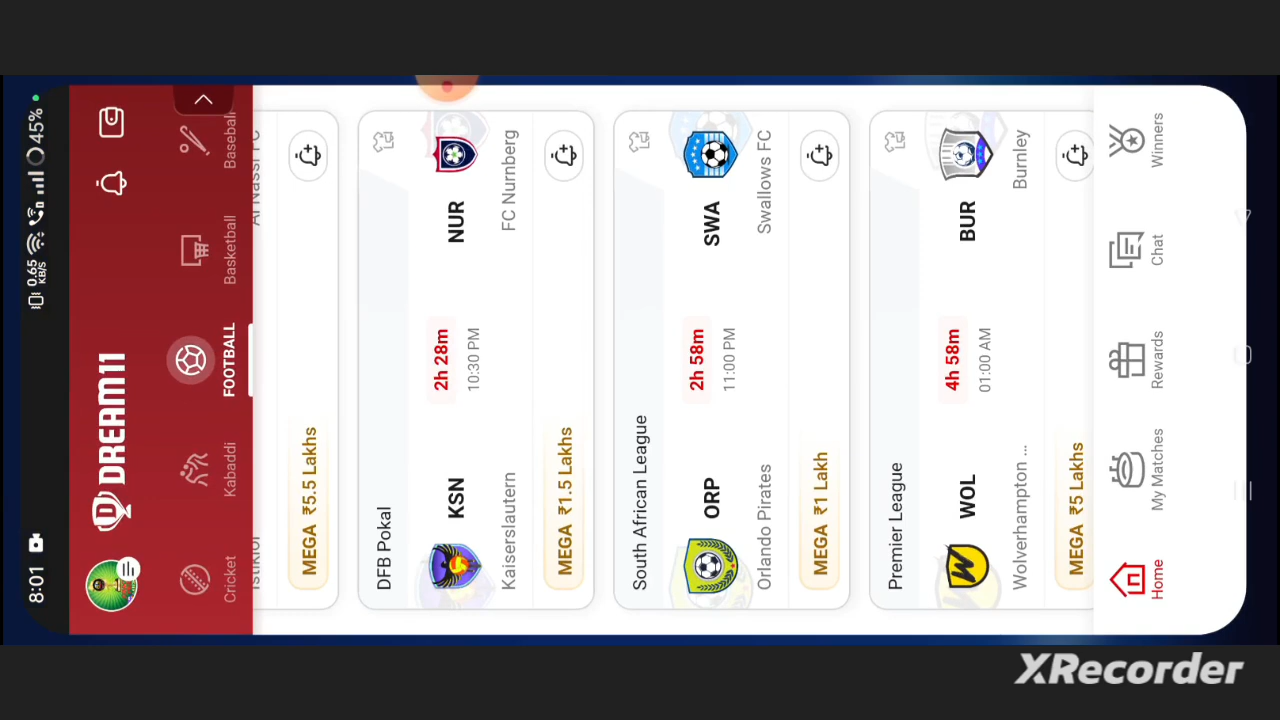 8:01
0.65
KB/S
45%
DREAM11
Cricket
Kabaddi
FOOTBALL
Basketball
Baseball
MEGA ₹5.5 Lakhs
DFB Pokal
KSN
2h 28m
NUR
Kaiserslautern
10:30 PM
FC Nurnberg
MEGA ₹1.5 Lakhs
South African League
ORP
2h 58m
SWA
Orlando Pirates
11:00 PM
Swallows FC
MEGA ₹1 Lakh
Premier League
WOL
4h 58m
BUR
Wolverhampton ...
01:00 AM
Burnley
MEGA ₹5 Lakhs
Home
My Matches
Rewards
Chat
Winners
XRecorder